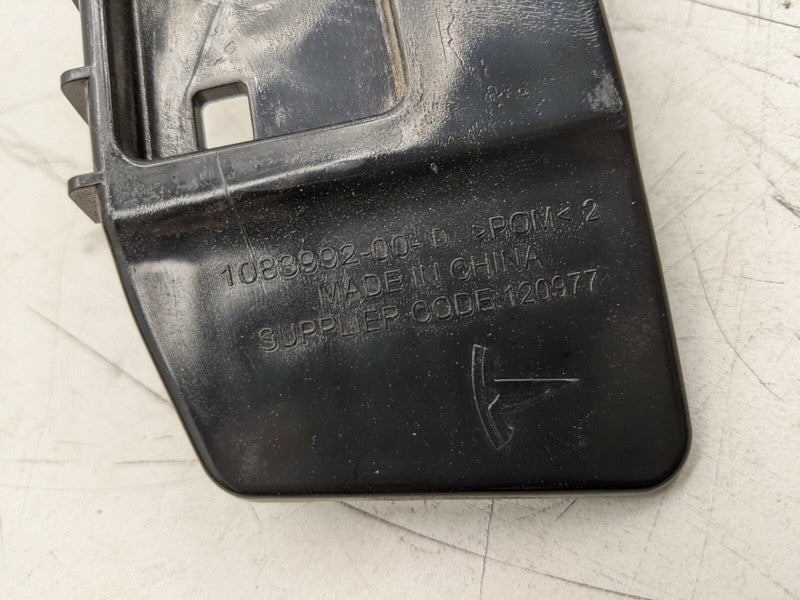 1083992-00-D >POM< 2
MADE IN CHINA
SUPPLIER CODE:120977